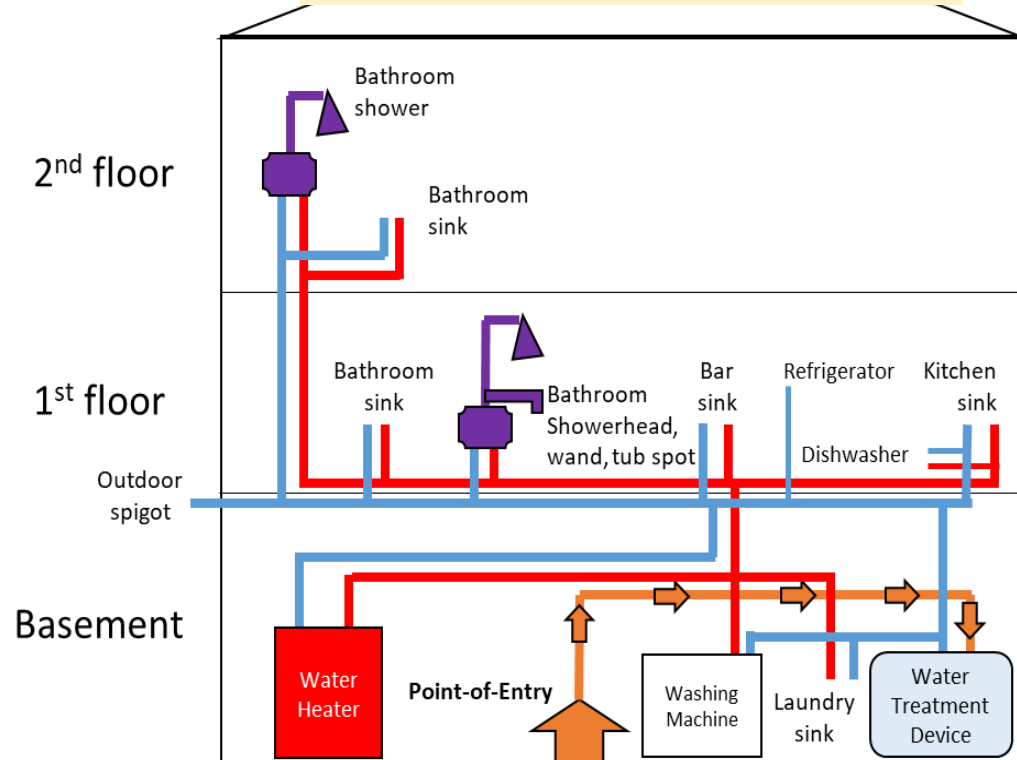 Bathroom
shower
2nd floor
Bathroom
sink
Bathroom
sink
Bathroom
Showerhead,
wand, tub spot
Bar
sink
Refrigerator
Kitchen
sink
1st floor
Dishwasher
Outdoor
spigot
Basement
Water
Heater
Point-of-Entry
Washing
Machine
Laundry
sink
Water
Treatment
Device